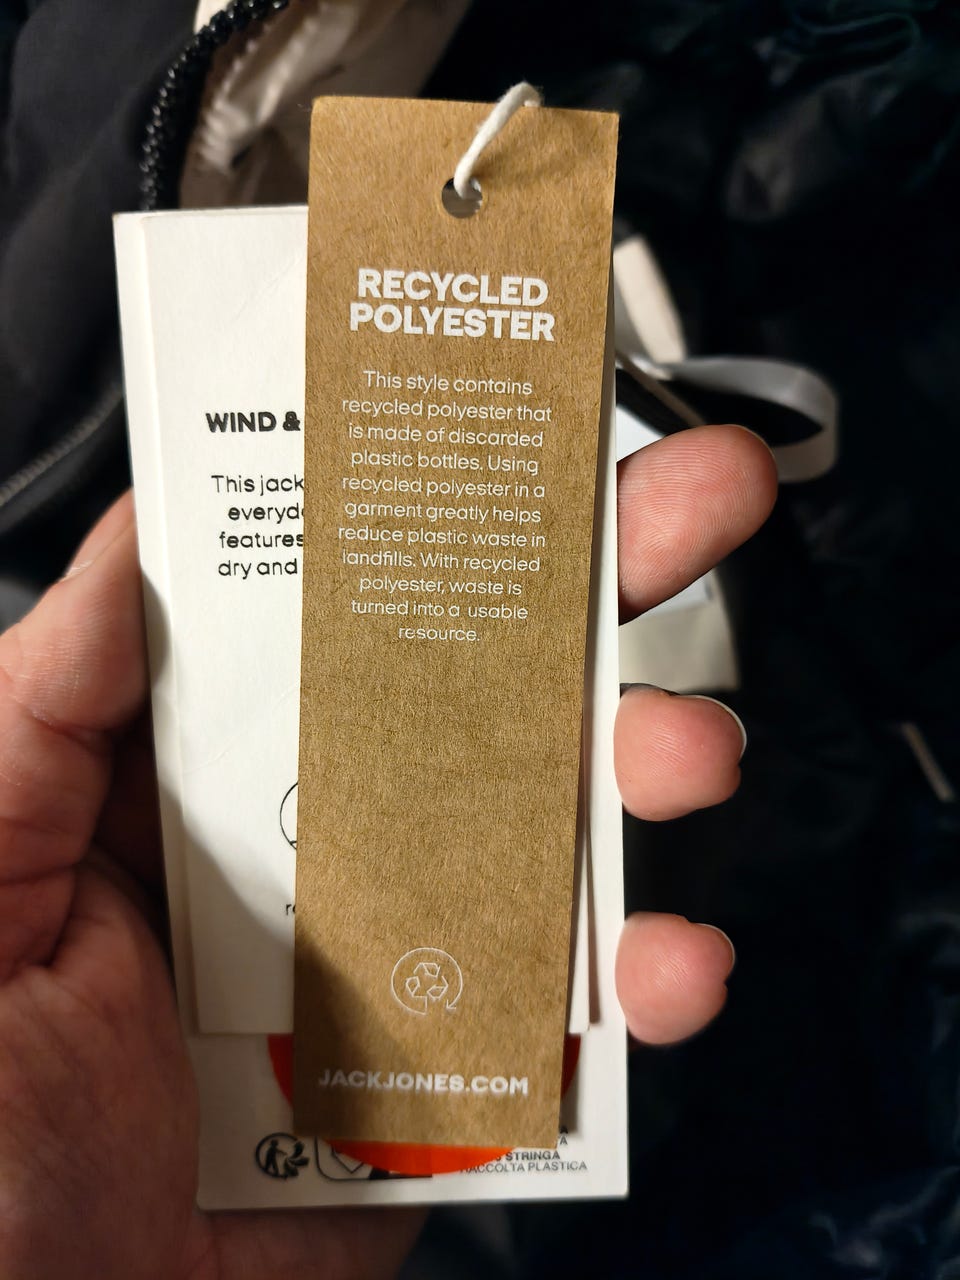 RECYCLED
POLYESTER
This style contains
recycled polyester that
is made of discarded
plastic bottles. Using
recycled polyester in a
garment greatly helps
reduce plastic waste in
landfills. With recycled
polyester, waste is
turned into a usable
resource.
JACKJONES.COM
WIND &
This jack
everyd
features
dry and
STRINGA
RACCOLTA PLASTICA